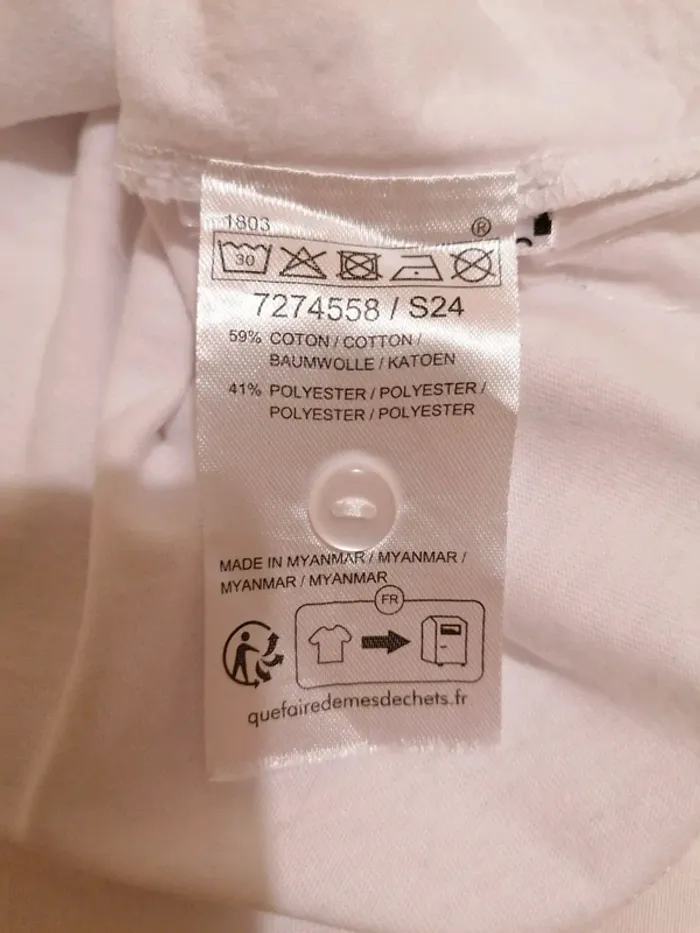 1803
®
30
7274558 / S24
59% COTON / COTTON /
BAUMWOLLE / KATOEN
41% POLYESTER / POLYESTER /
POLYESTER / POLYESTER
MADE IN MYANMAR / MYANMAR /
MYANMAR / MYANMAR
FR
quefairedemesdechets.fr